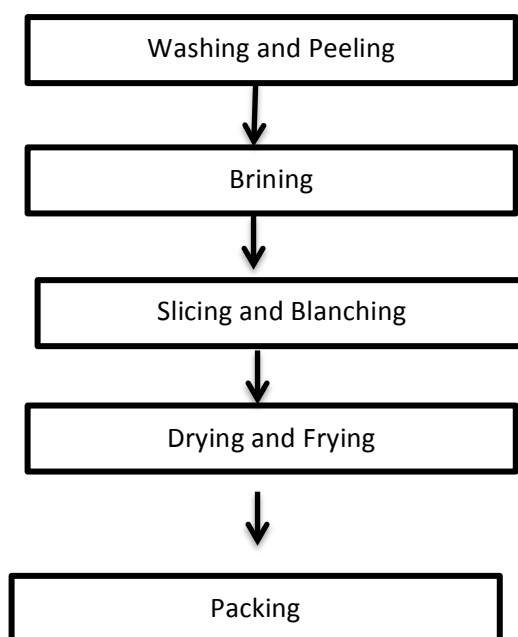 Washing and Peeling
Brining
Slicing and Blanching
Drying and Frying
Packing